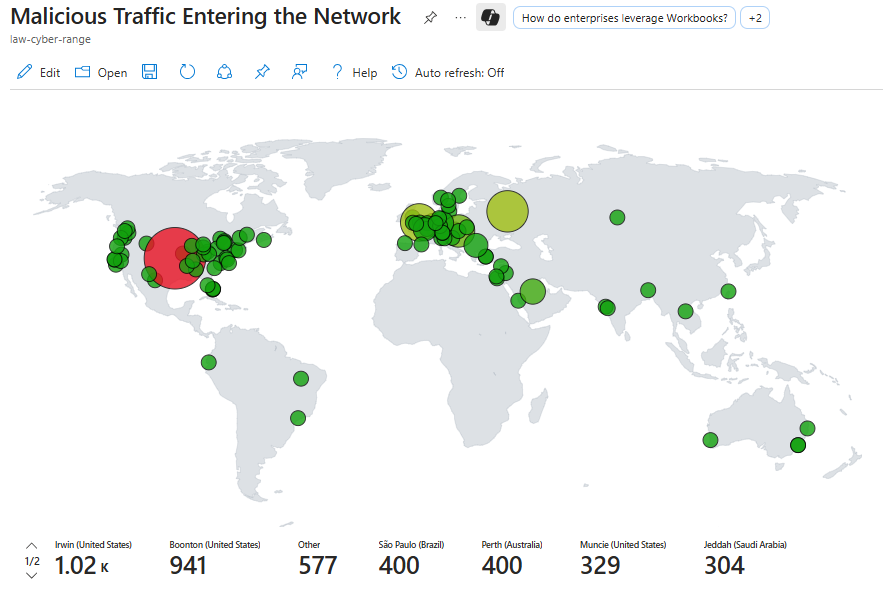 Malicious Traffic Entering the Network
··· How do enterprises leverage Workbooks? +2
law-cyber-range
Edit Open Help Auto refresh: Off
Irwin (United States) Boonton (United States) Other São Paulo (Brazil) Perth (Australia) Muncie (United States) Jeddah (Saudi Arabia)
1/2 1.02 K 941 577 400 400 329 304